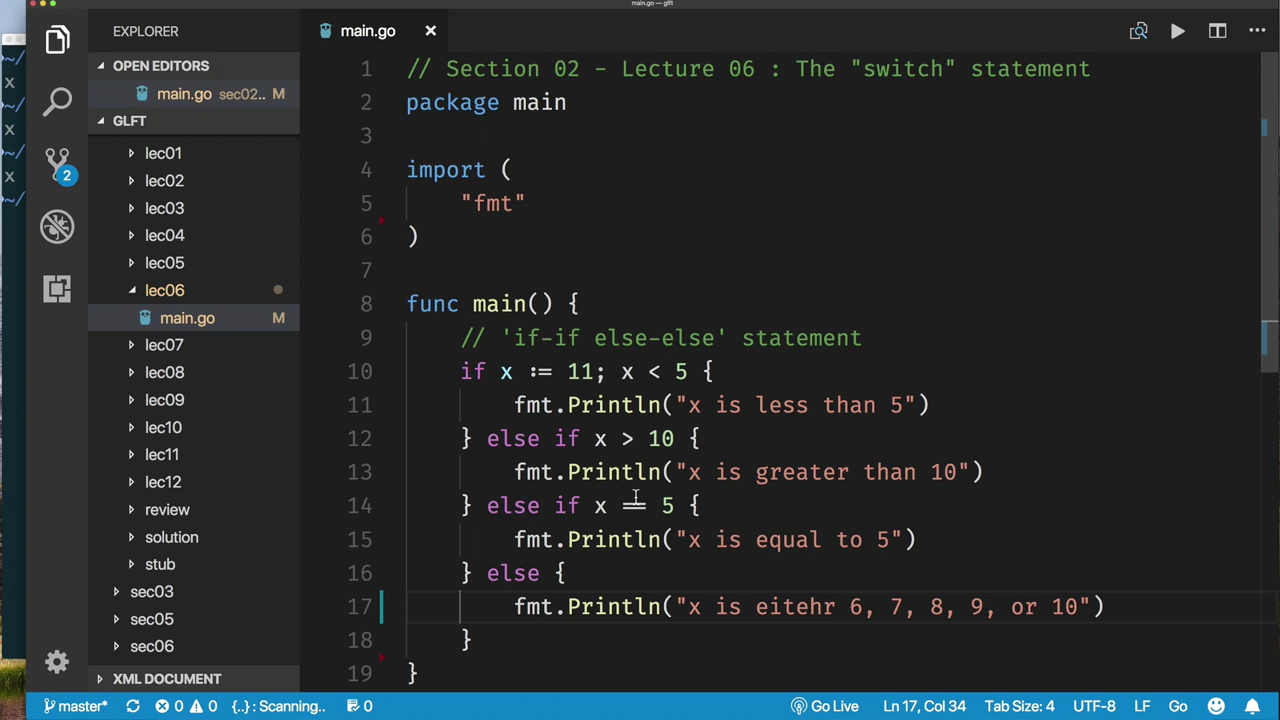 main.go — glft
EXPLORER
OPEN EDITORS
main.go sec02.. M
GLFT
lec01
lec02
lec03
lec04
lec05
lec06
main.go M
lec07
lec08
lec09
lec10
lec11
lec12
review
solution
stub
sec03
sec05
sec06
XML DOCUMENT
2
main.go
1 // Section 02 - Lecture 06 : The "switch" statement
2 package main
3
4 import (
5 "fmt"
6 )
7
8 func main() {
9 // 'if-if else-else' statement
10 if x := 11; x < 5 {
11 fmt.Println("x is less than 5")
12 } else if x > 10 {
13 fmt.Println("x is greater than 10")
14 } else if x == 5 {
15 fmt.Println("x is equal to 5")
16 } else {
17 fmt.Println("x is eitehr 6, 7, 8, 9, or 10")
18 }
19 }
master* 0 0 {..} : Scanning.. 0 Go Live Ln 17, Col 34 Tab Size: 4 UTF-8 LF Go